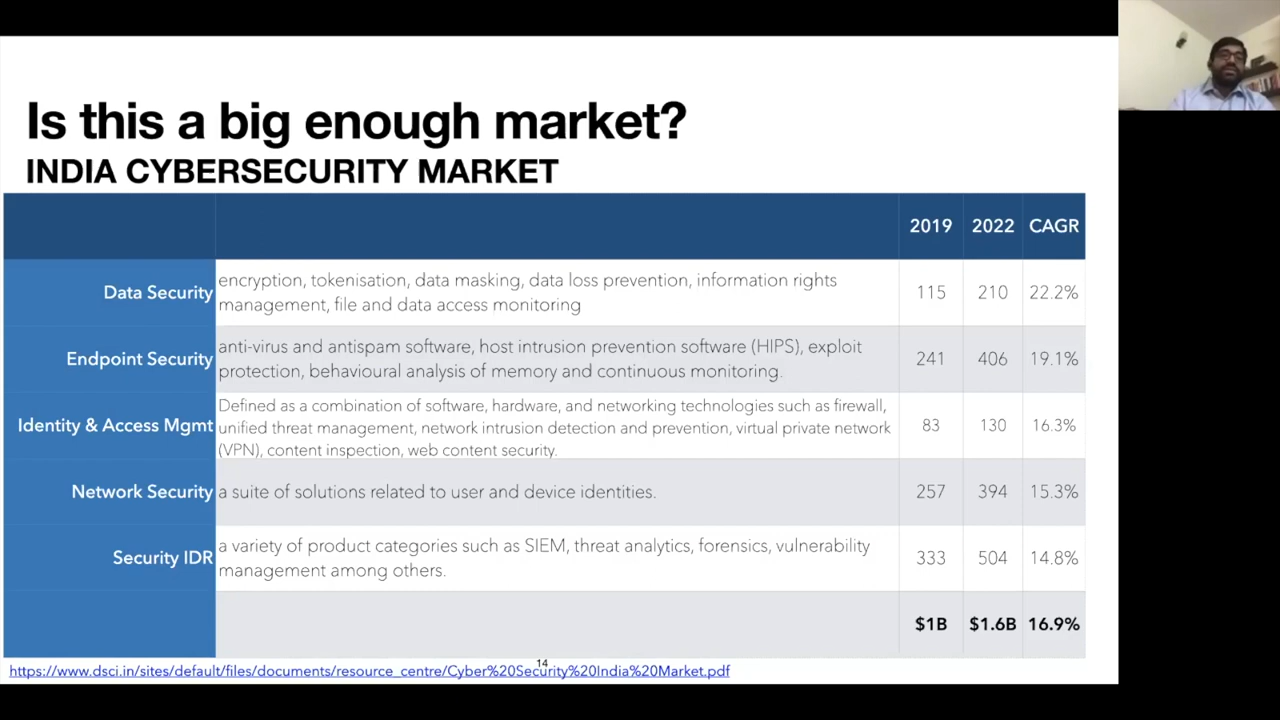 Is this a big enough market?
INDIA CYBERSECURITY MARKET
2019 2022 CAGR
Data Security
encryption, tokenisation, data masking, data loss prevention, information rights
management, file and data access monitoring
115 210 22.2%
Endpoint Security
anti-virus and antispam software, host intrusion prevention software (HIPS), exploit
protection, behavioural analysis of memory and continuous monitoring.
241 406 19.1%
Identity & Access Mgmt
Defined as a combination of software, hardware, and networking technologies such as firewall,
unified threat management, network intrusion detection and prevention, virtual private network
(VPN), content inspection, web content security.
83 130 16.3%
Network Security
a suite of solutions related to user and device identities.
257 394 15.3%
Security IDR
a variety of product categories such as SIEM, threat analytics, forensics, vulnerability
management among others.
333 504 14.8%
$1B $1.6B 16.9%
14
https://www.dsci.in/sites/default/files/documents/resource_centre/Cyber%20Security%20India%20Market.pdf